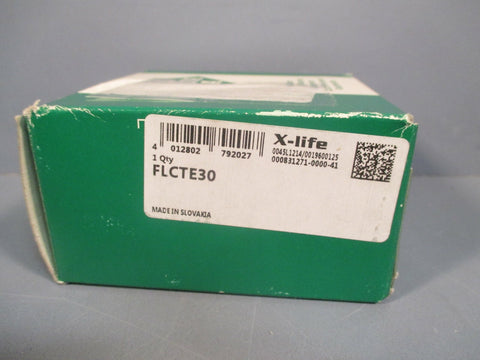 4 012802 792027
X-life
0045L1214/0019600125
000831271-0000-41
1 Qty
FLCTE30
MADE IN SLOVAKIA